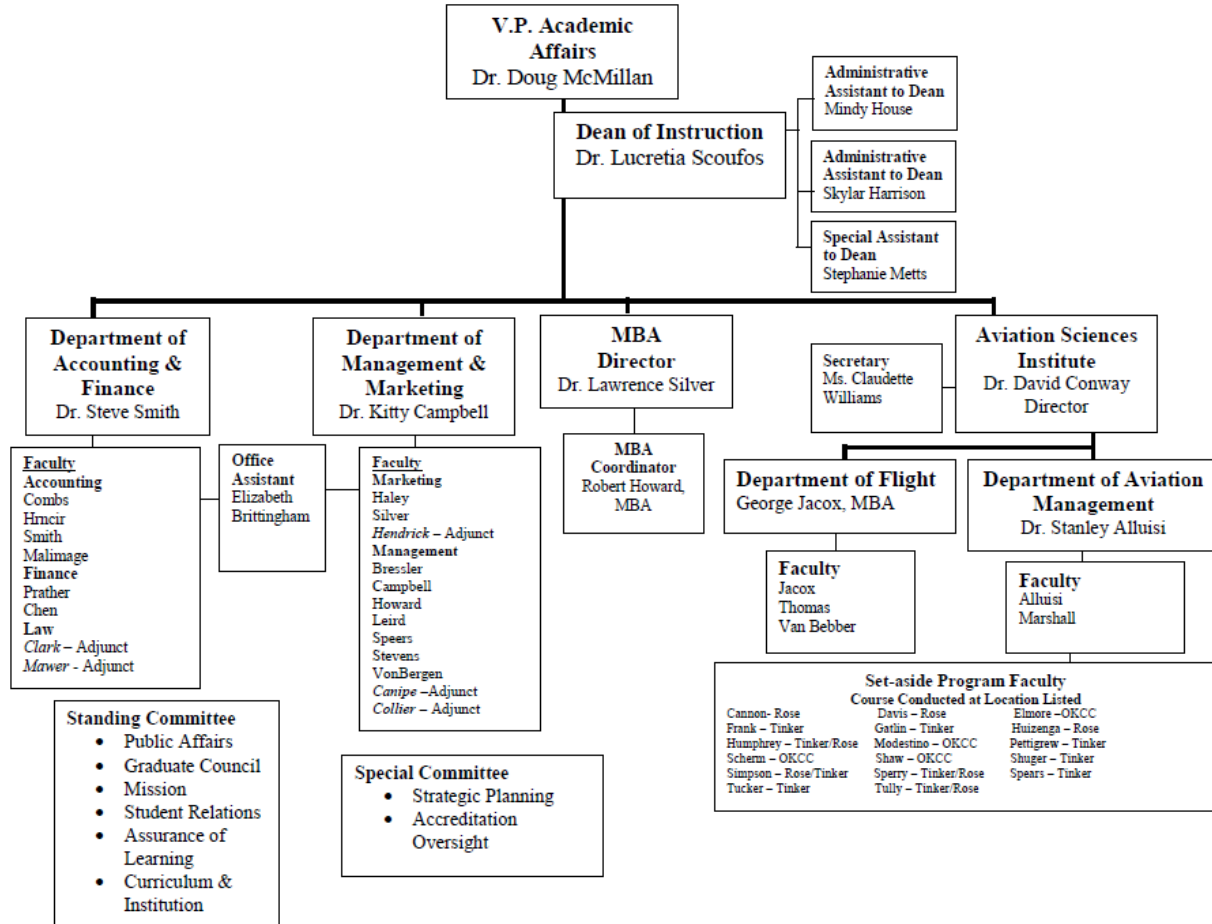 V.P. Academic
Affairs
Dr. Doug McMillan
Dean of Instruction
Dr. Lucretia Scoufos
Administrative
Assistant to Dean
Mindy House
Administrative
Assistant to Dean
Skylar Harrison
Special Assistant
to Dean
Stephanie Metts
Department of
Accounting &
Finance
Dr. Steve Smith
Department of
Management &
Marketing
Dr. Kitty Campbell
MBA
Director
Dr. Lawrence Silver
Secretary
Ms. Claudette
Williams
Aviation Sciences
Institute
Dr. David Conway
Director
Faculty
Accounting
Combs
Hrncir
Smith
Malimage
Finance
Prather
Chen
Law
Clark – Adjunct
Mawer - Adjunct
Office
Assistant
Elizabeth
Brittingham
Faculty
Marketing
Haley
Silver
Hendrick – Adjunct
Management
Bressler
Campbell
Howard
Leird
Speers
Stevens
VonBergen
Canipe –Adjunct
Collier – Adjunct
MBA
Coordinator
Robert Howard,
MBA
Department of Flight
George Jacox, MBA
Department of Aviation
Management
Dr. Stanley Alluisi
Faculty
Jacox
Thomas
Van Bebber
Faculty
Alluisi
Marshall
Set-aside Program Faculty
Course Conducted at Location Listed
Cannon- Rose Davis – Rose Elmore –OKCC
Frank – Tinker Gatlin – Tinker Huizenga - Rose
Humphrey – Tinker/Rose Modestino – OKCC Pettigrew – Tinker
Scherm – OKCC Shaw – OKCC Shuger - Tinker
Simpson – Rose/Tinker Sperry – Tinker/Rose Spears – Tinker
Tucker – Tinker Tully – Tinker/Rose
Standing Committee
• Public Affairs
• Graduate Council
• Mission
• Student Relations
• Assurance of
Learning
• Curriculum &
Institution
Special Committee
• Strategic Planning
• Accreditation
Oversight